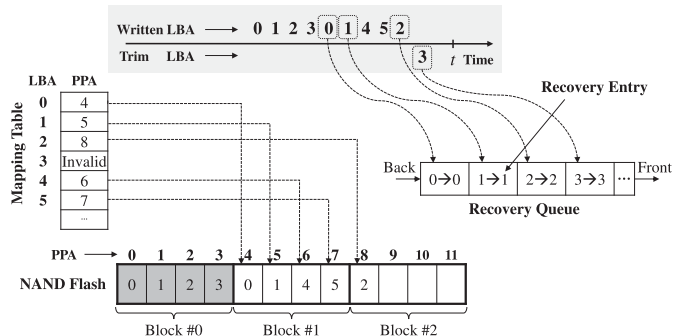 Written LBA 0 1 2 3 0 1 4 5 2
Trim LBA 3 t Time
LBA PPA
Mapping Table
0 4
1 5
2 8
3 Invalid
4 6
5 7
...
Recovery Entry
Back 0→0 1→1 2→2 3→3 ... Front
Recovery Queue
PPA 0 1 2 3 4 5 6 7 8 9 10 11
NAND Flash 0 1 2 3 0 1 4 5 2
Block #0 Block #1 Block #2